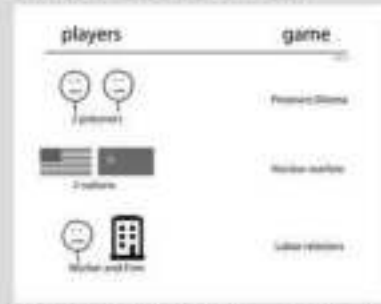 players game
2 prisoners Prisoners Dilemma
2 nations Nuclear warfare
Worker and Firm Labor relations